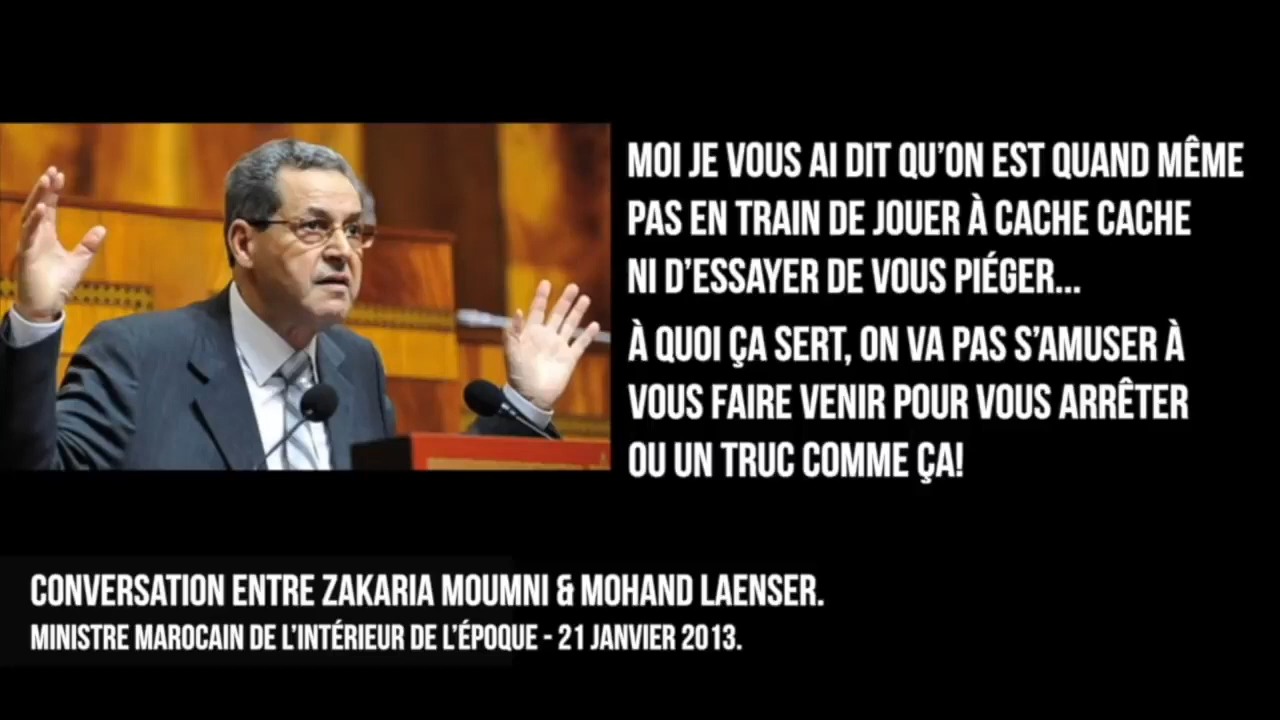 MOI JE VOUS AI DIT QU'ON EST QUAND MÊME
PAS EN TRAIN DE JOUER À CACHE CACHE
NI D'ESSAYER DE VOUS PIÉGER...
À QUOI ÇA SERT, ON VA PAS S'AMUSER À
VOUS FAIRE VENIR POUR VOUS ARRÊTER
OU UN TRUC COMME ÇA!
CONVERSATION ENTRE ZAKARIA MOUMNI & MOHAND LAENSER.
MINISTRE MAROCAIN DE L'INTÉRIEUR DE L'ÉPOQUE - 21 JANVIER 2013.